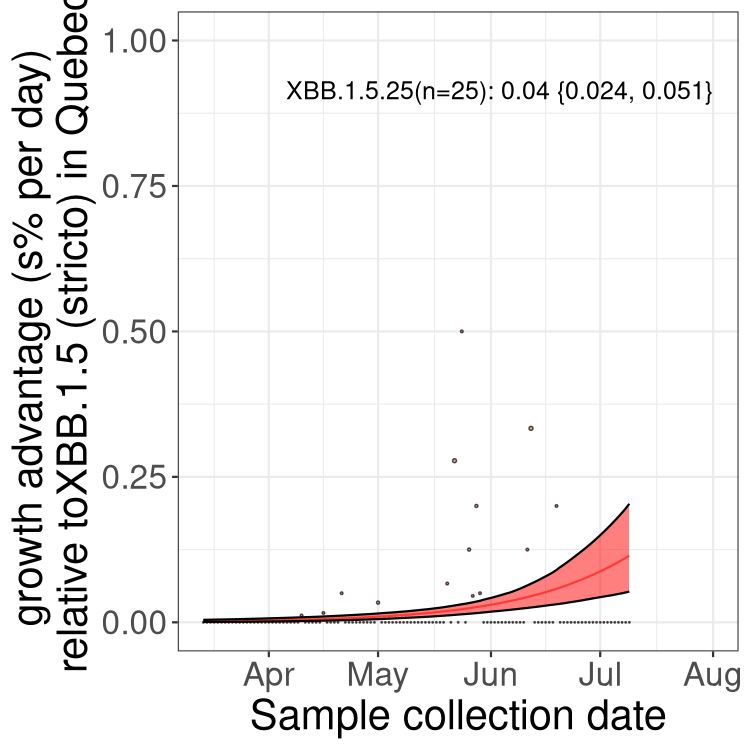 growth advantage (s% per day)
relative toXBB.1.5 (stricto) in Quebec
1.00
0.75
0.50
0.25
0.00
XBB.1.5.25(n=25): 0.04 {0.024, 0.051}
Apr May Jun Jul Aug
Sample collection date